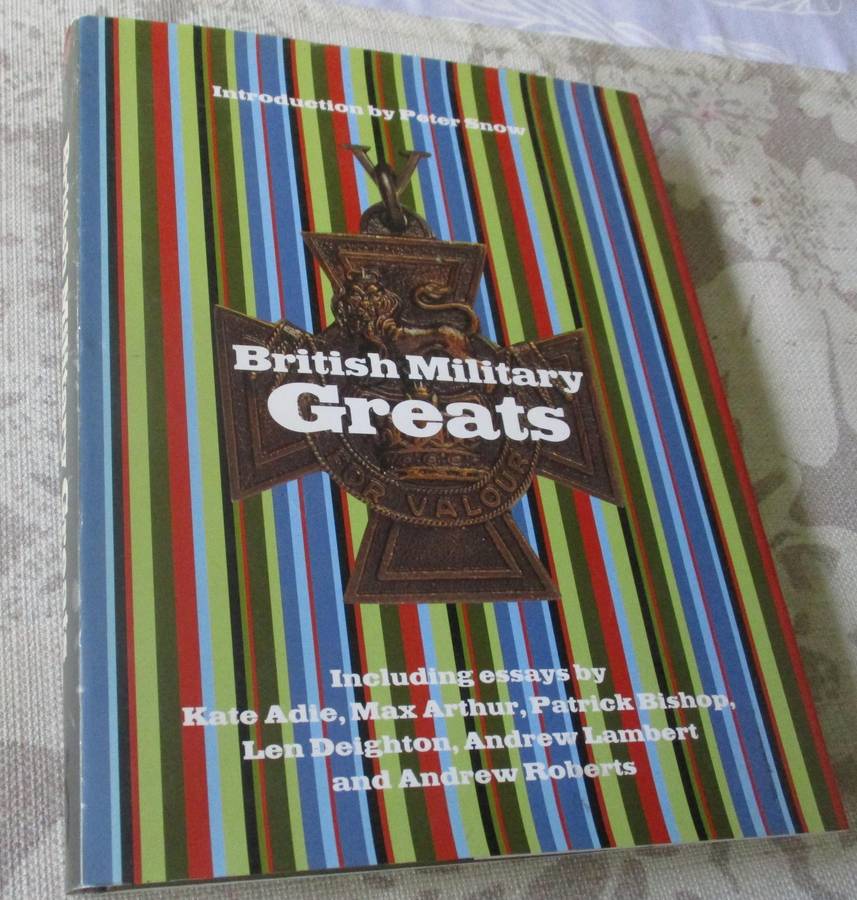 Introduction by Peter Snow
British Military
Greats
FOR VALOUR
Including essays by
Kate Adie, Max Arthur, Patrick Bishop,
Len Deighton, Andrew Lambert
and Andrew Roberts